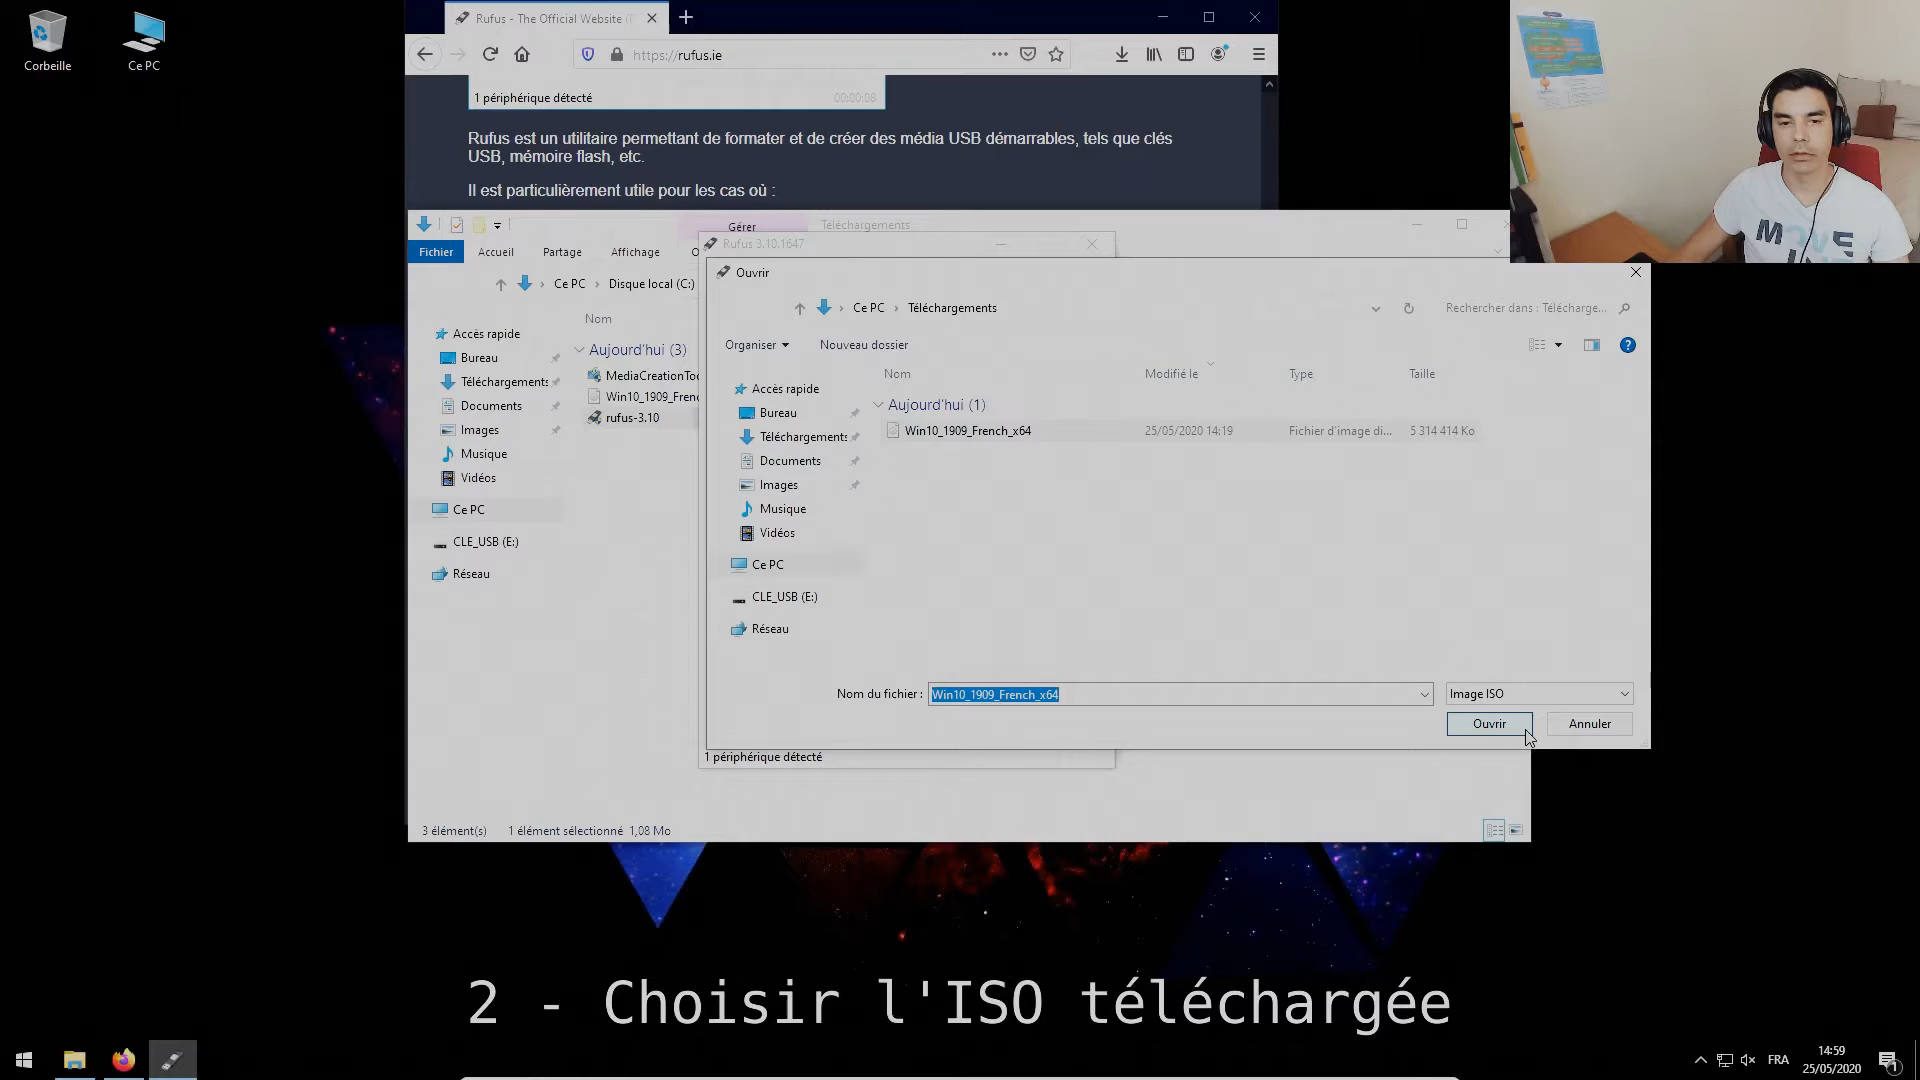 Corbeille
Ce PC
Rufus - The Official Website (
https://rufus.ie
1 périphérique détecté
00:00:08
Rufus est un utilitaire permettant de formater et de créer des média USB démarrables, tels que clés
USB, mémoire flash, etc.
Il est particulièrement utile pour les cas où :
Gérer
Téléchargements
Fichier
Accueil
Partage
Affichage
Ce PC
Disque local (C:)
Nom
Accès rapide
Bureau
Téléchargements
Documents
Images
Musique
Vidéos
Ce PC
CLE_USB (E:)
Réseau
Aujourd'hui (3)
MediaCreationToo
Win10_1909_Frenc
rufus-3.10
Rufus 3.10.1647
Ouvrir
Ce PC
Téléchargements
Rechercher dans : Télécharge...
Organiser
Nouveau dossier
Nom
Modifié le
Type
Taille
Accès rapide
Bureau
Téléchargements
Documents
Images
Musique
Vidéos
Ce PC
CLE_USB (E:)
Réseau
Aujourd'hui (1)
Win10_1909_French_x64
25/05/2020 14:19
Fichier d'image di...
5 314 414 Ko
Nom du fichier :
Win10_1909_French_x64
Image ISO
Ouvrir
Annuler
1 périphérique détecté
3 élément(s)
1 élément sélectionné 1,08 Mo
2 - Choisir l'ISO téléchargée
FRA
14:59
25/05/2020
1